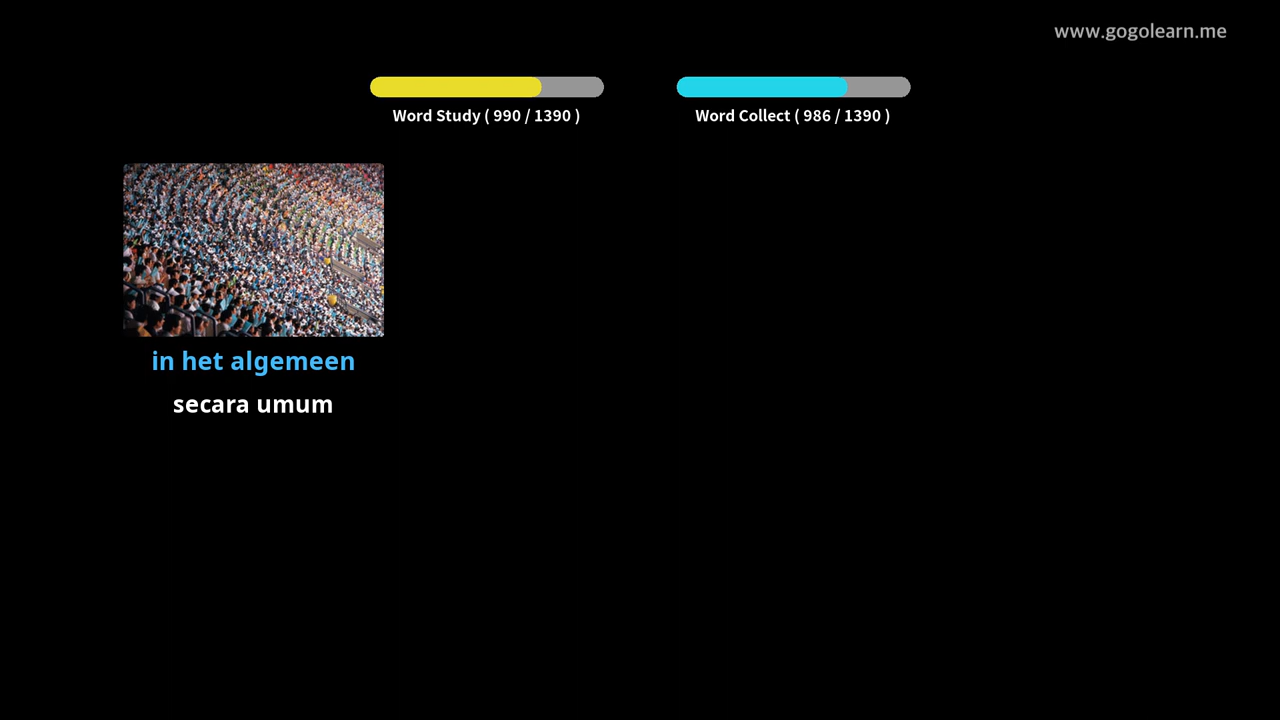 www.gogolearn.me
Word Study ( 990 / 1390 )
Word Collect ( 986 / 1390 )
in het algemeen
secara umum